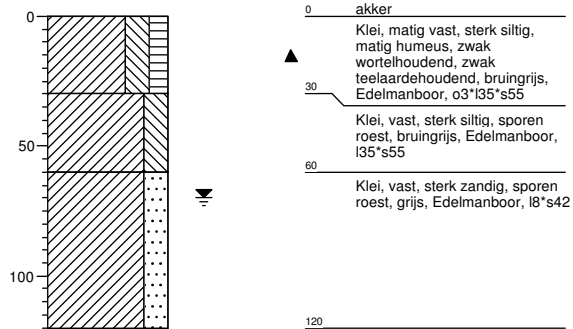 0
50
100
0 akker
Klei, matig vast, sterk siltig,
matig humeus, zwak
wortelhoudend, zwak
teelaardehoudend, bruingrijs,
Edelmanboor, o3*l35*s55
30
Klei, vast, sterk siltig, sporen
roest, bruingrijs, Edelmanboor,
l35*s55
60
Klei, vast, sterk zandig, sporen
roest, grijs, Edelmanboor, l8*s42
120